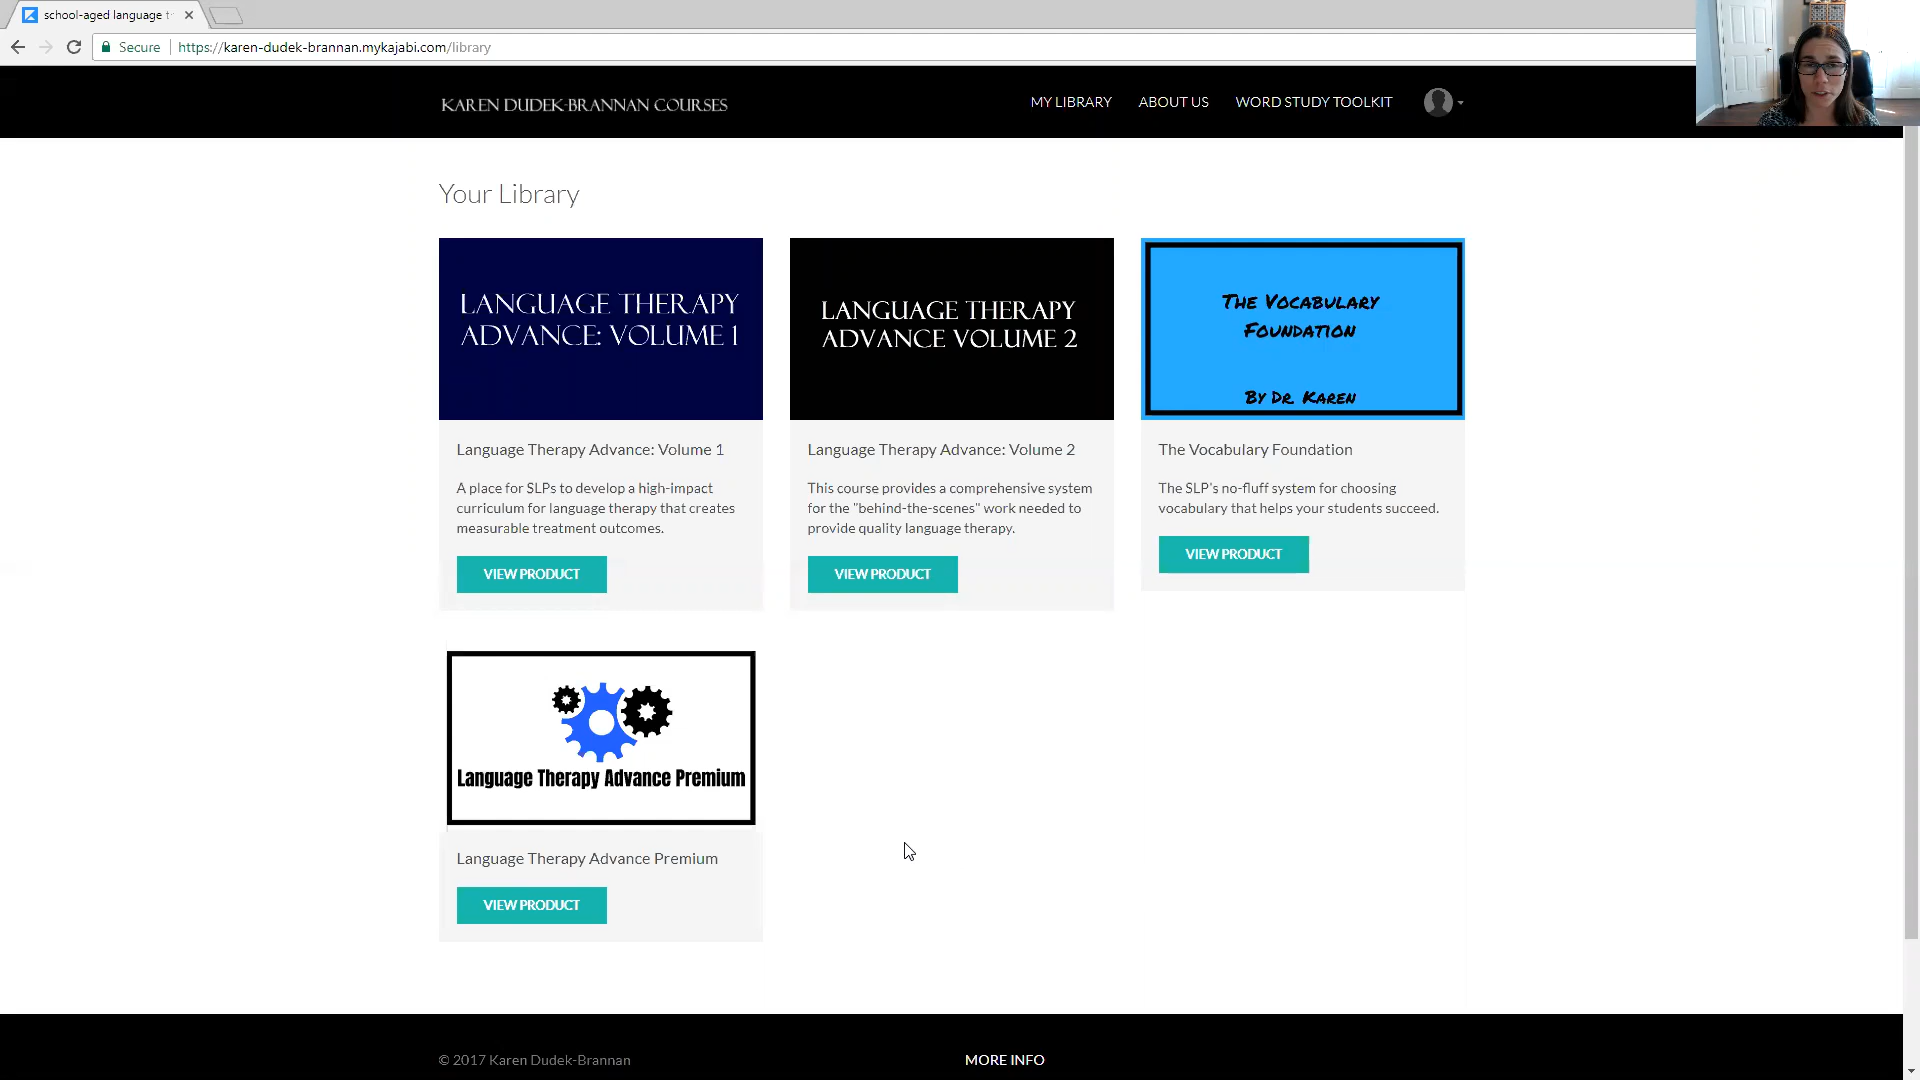 school-aged language t
Secure
https://karen-dudek-brannan.mykajabi.com/library
KAREN DUDEK-BRANNAN COURSES
MY LIBRARY
ABOUT US
WORD STUDY TOOLKIT
Your Library
LANGUAGE THERAPY
ADVANCE: VOLUME 1
Language Therapy Advance: Volume 1
A place for SLPs to develop a high-impact
curriculum for language therapy that creates
measurable treatment outcomes.
VIEW PRODUCT
LANGUAGE THERAPY
ADVANCE VOLUME 2
Language Therapy Advance: Volume 2
This course provides a comprehensive system
for the "behind-the-scenes" work needed to
provide quality language therapy.
VIEW PRODUCT
The Vocabulary
Foundation
By Dr. Karen
The Vocabulary Foundation
The SLP's no-fluff system for choosing
vocabulary that helps your students succeed.
VIEW PRODUCT
Language Therapy Advance Premium
Language Therapy Advance Premium
VIEW PRODUCT
© 2017 Karen Dudek-Brannan
MORE INFO